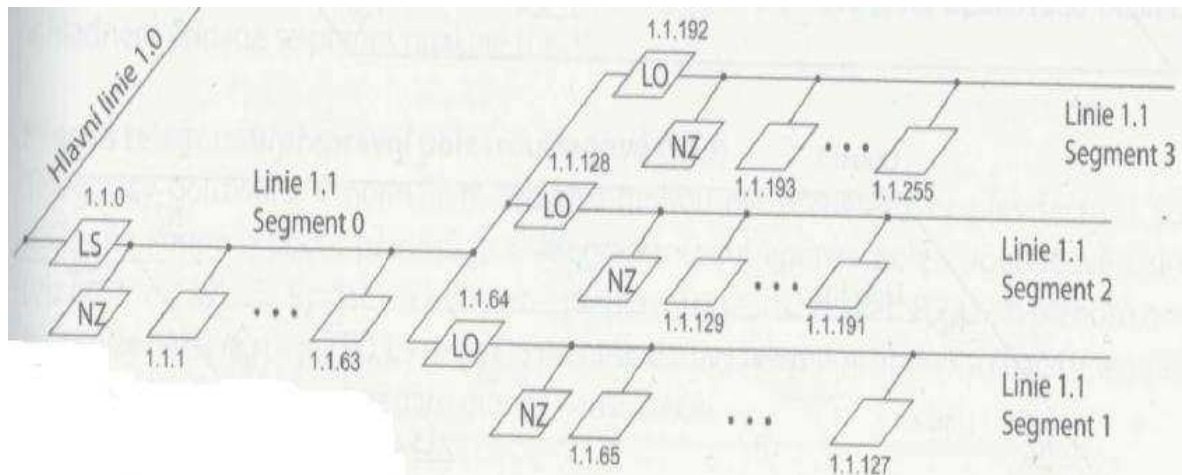 Hlavní linie 1.0
1.1.0
LS
NZ
1.1.1
• • •
1.1.63
Linie 1.1
Segment 0
1.1.192
LO
NZ
1.1.193
• • •
1.1.255
Linie 1.1
Segment 3
1.1.128
LO
NZ
1.1.129
• • •
1.1.191
Linie 1.1
Segment 2
1.1.64
LO
NZ
1.1.65
• • •
1.1.127
Linie 1.1
Segment 1